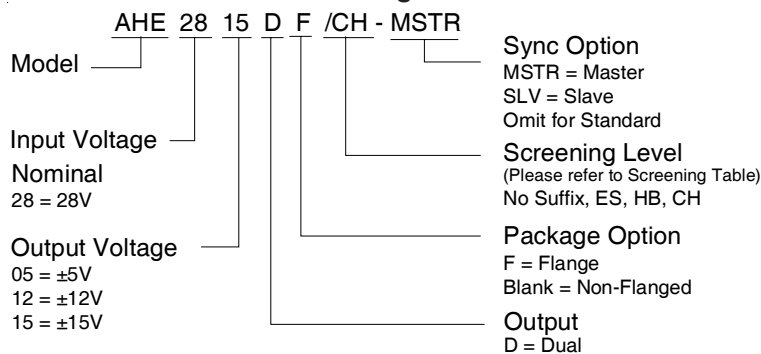 AHE 28 15 D F /CH - MSTR
Model
Input Voltage
Nominal
28 = 28V
Output Voltage
05 = ±5V
12 = ±12V
15 = ±15V
Sync Option
MSTR = Master
SLV = Slave
Omit for Standard
Screening Level
(Please refer to Screening Table)
No Suffix, ES, HB, CH
Package Option
F = Flange
Blank = Non-Flanged
Output
D = Dual